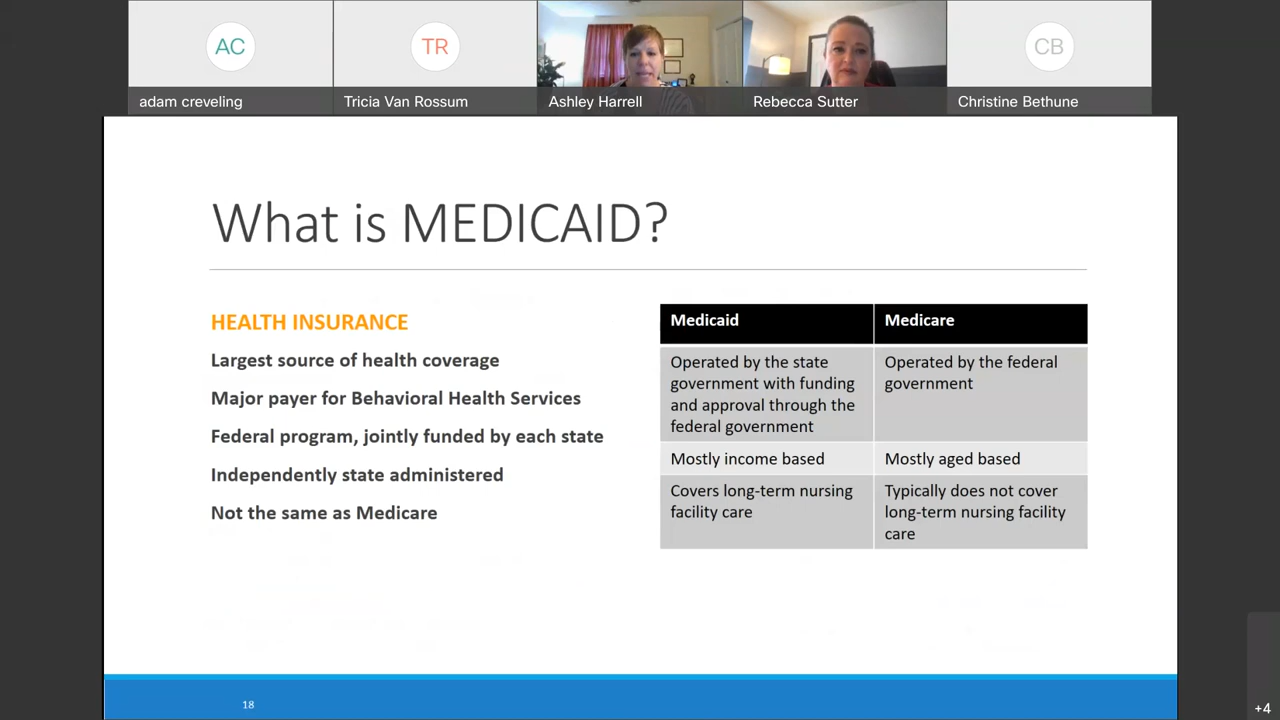 AC
TR
CB
adam creveling
Tricia Van Rossum
Ashley Harrell
Rebecca Sutter
Christine Bethune
What is MEDICAID?
HEALTH INSURANCE
Largest source of health coverage
Major payer for Behavioral Health Services
Federal program, jointly funded by each state
Independently state administered
Not the same as Medicare
Medicaid
Medicare
Operated by the state
government with funding
and approval through the
federal government
Operated by the federal
government
Mostly income based
Mostly aged based
Covers long-term nursing
facility care
Typically does not cover
long-term nursing facility
care
18
+4